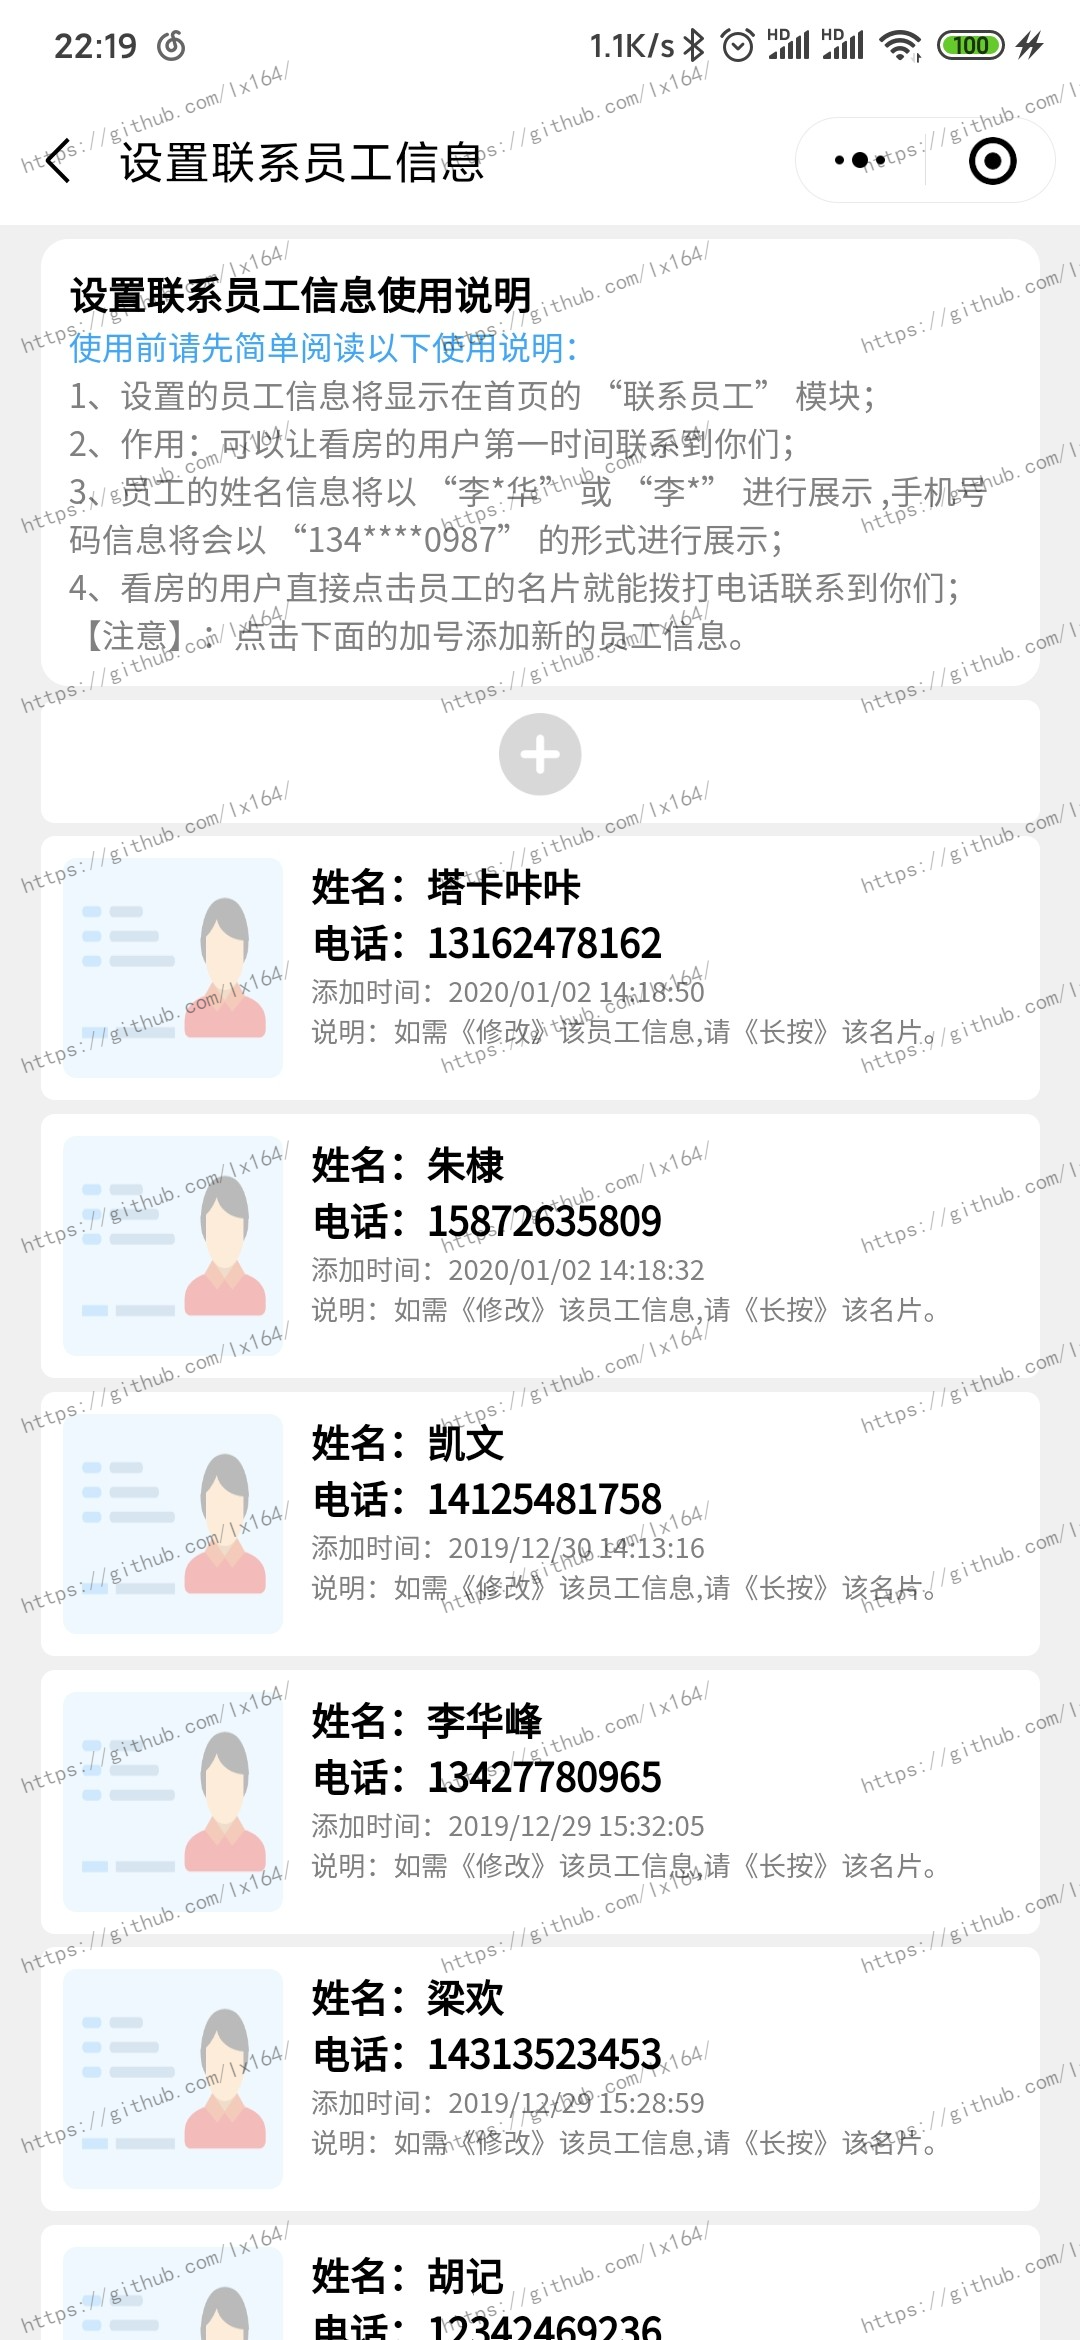 22:19
1.1K/s
HD
HD
100
设置联系员工信息
设置联系员工信息使用说明
使用前请先简单阅读以下使用说明：
1、设置的员工信息将显示在首页的 “联系员工” 模块；
2、作用：可以让看房的用户第一时间联系到你们；
3、员工的姓名信息将以 “李*华” 或 “李*” 进行展示 ,手机号
码信息将会以 “134****0987” 的形式进行展示；
4、看房的用户直接点击员工的名片就能拨打电话联系到你们；
【注意】：点击下面的加号添加新的员工信息。
姓名：塔卡咔咔
电话：13162478162
添加时间：2020/01/02 14:18:50
说明：如需《修改》该员工信息,请《长按》该名片。
姓名：朱棣
电话：15872635809
添加时间：2020/01/02 14:18:32
说明：如需《修改》该员工信息,请《长按》该名片。
姓名：凯文
电话：14125481758
添加时间：2019/12/30 14:13:16
说明：如需《修改》该员工信息,请《长按》该名片。
姓名：李华峰
电话：13427780965
添加时间：2019/12/29 15:32:05
说明：如需《修改》该员工信息,请《长按》该名片。
姓名：梁欢
电话：14313523453
添加时间：2019/12/29 15:28:59
说明：如需《修改》该员工信息,请《长按》该名片。
姓名：胡记
电话：12342469236
https://github.com/lx164/